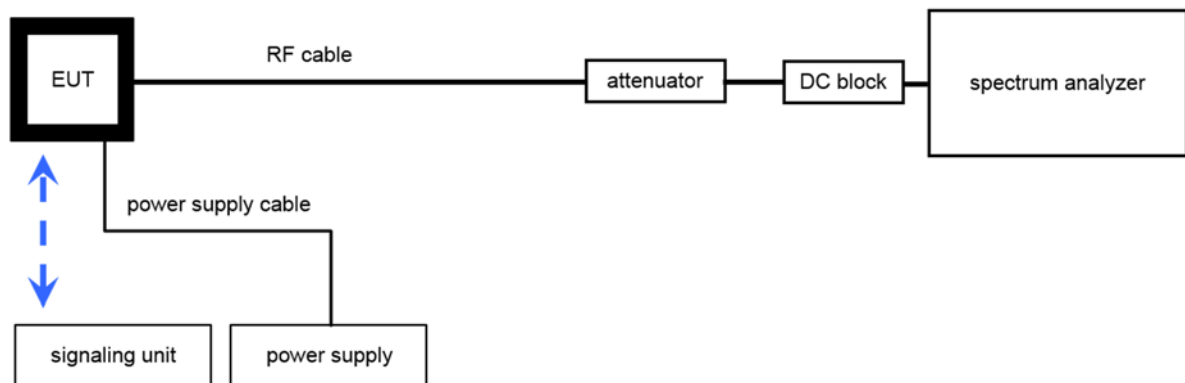 EUT
RF cable
attenuator
DC block
spectrum analyzer
power supply cable
signaling unit
power supply